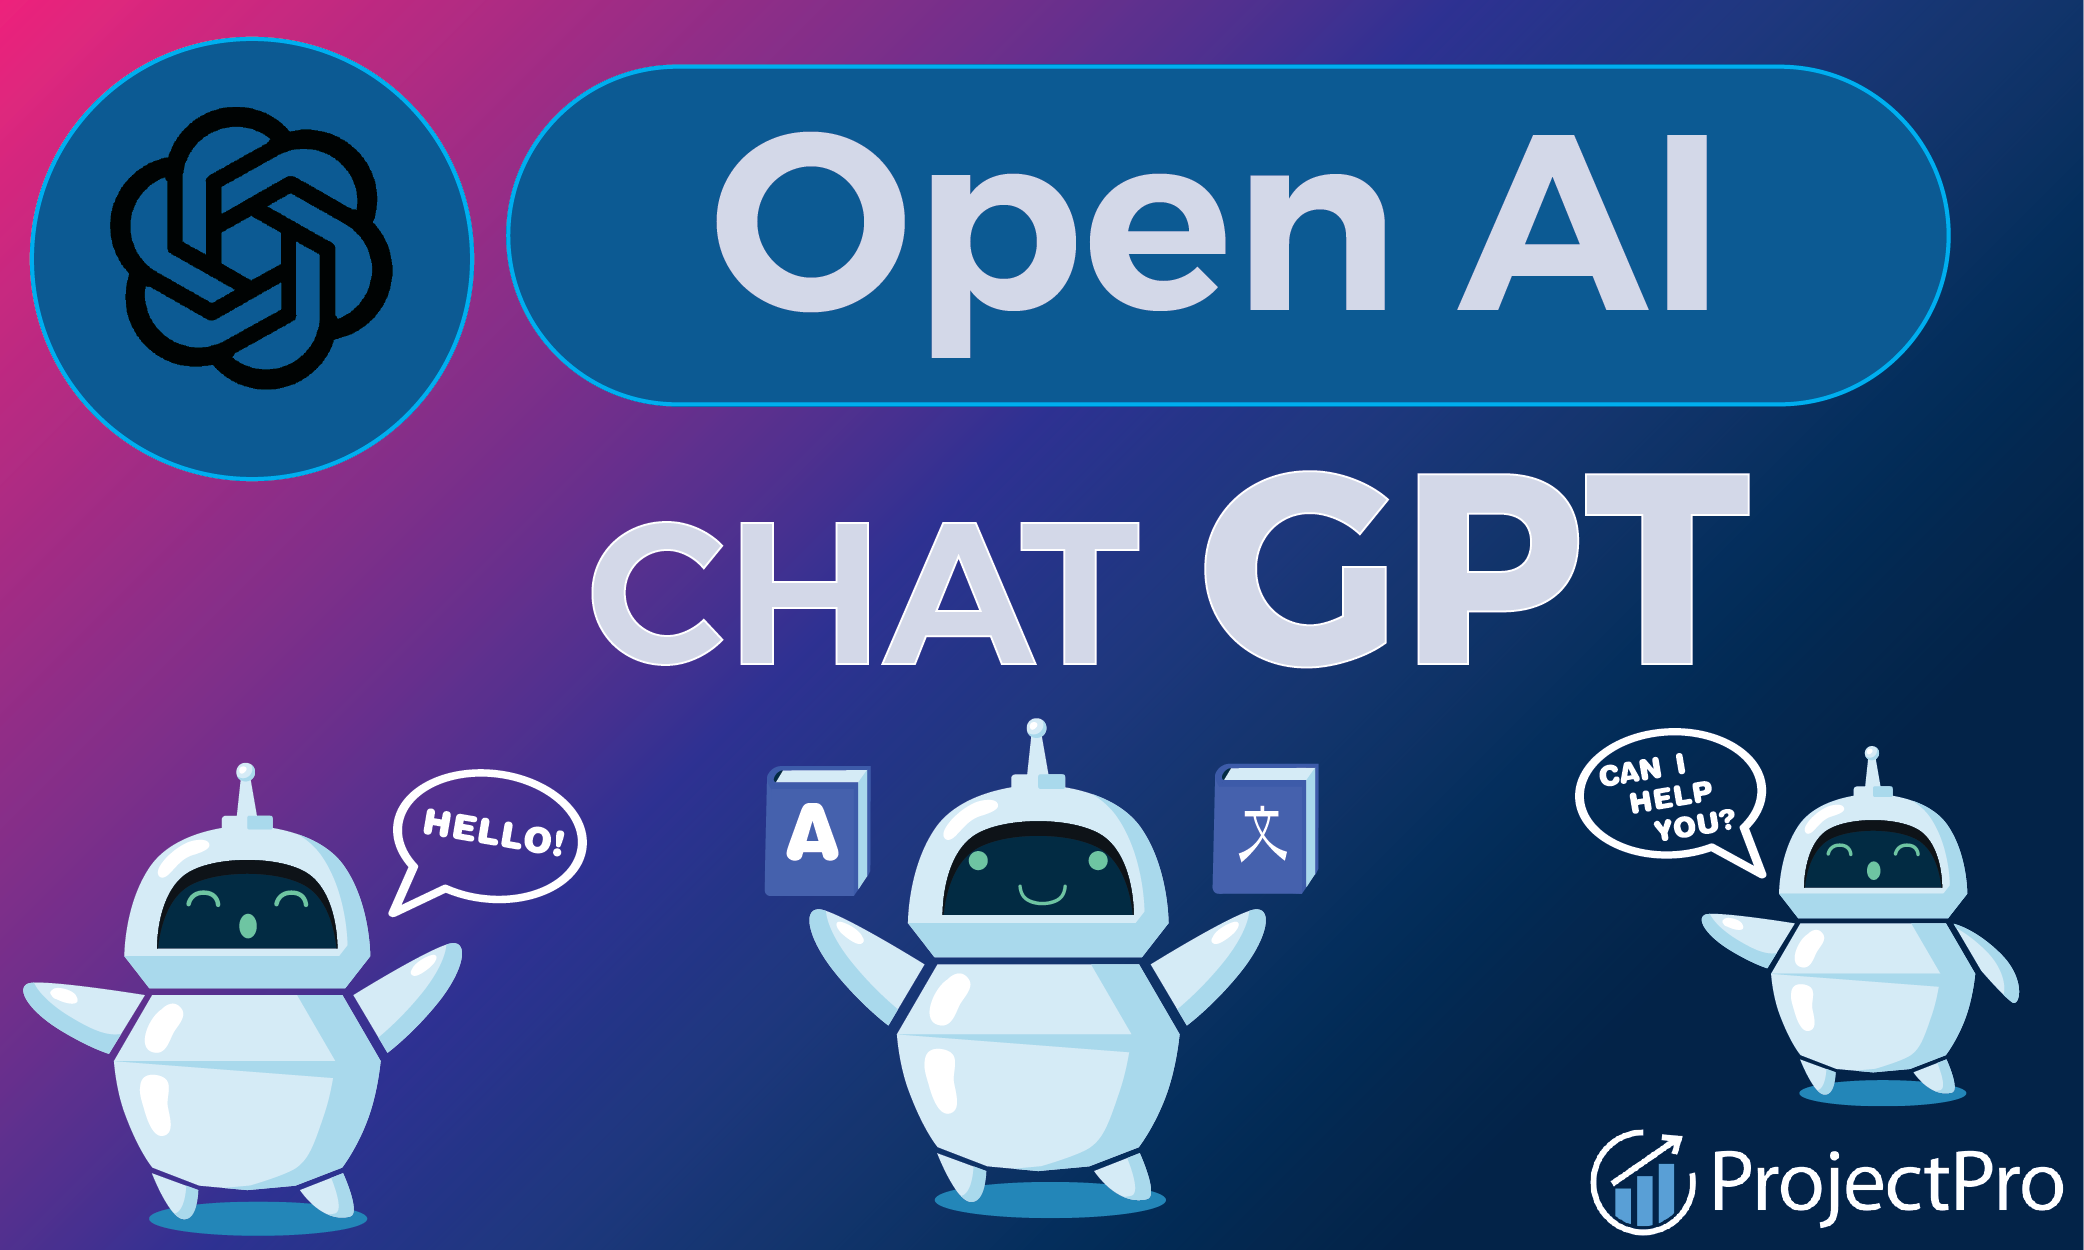 Open AI
CHAT GPT
HELLO!
A
文
CAN I
HELP
YOU?
ProjectPro